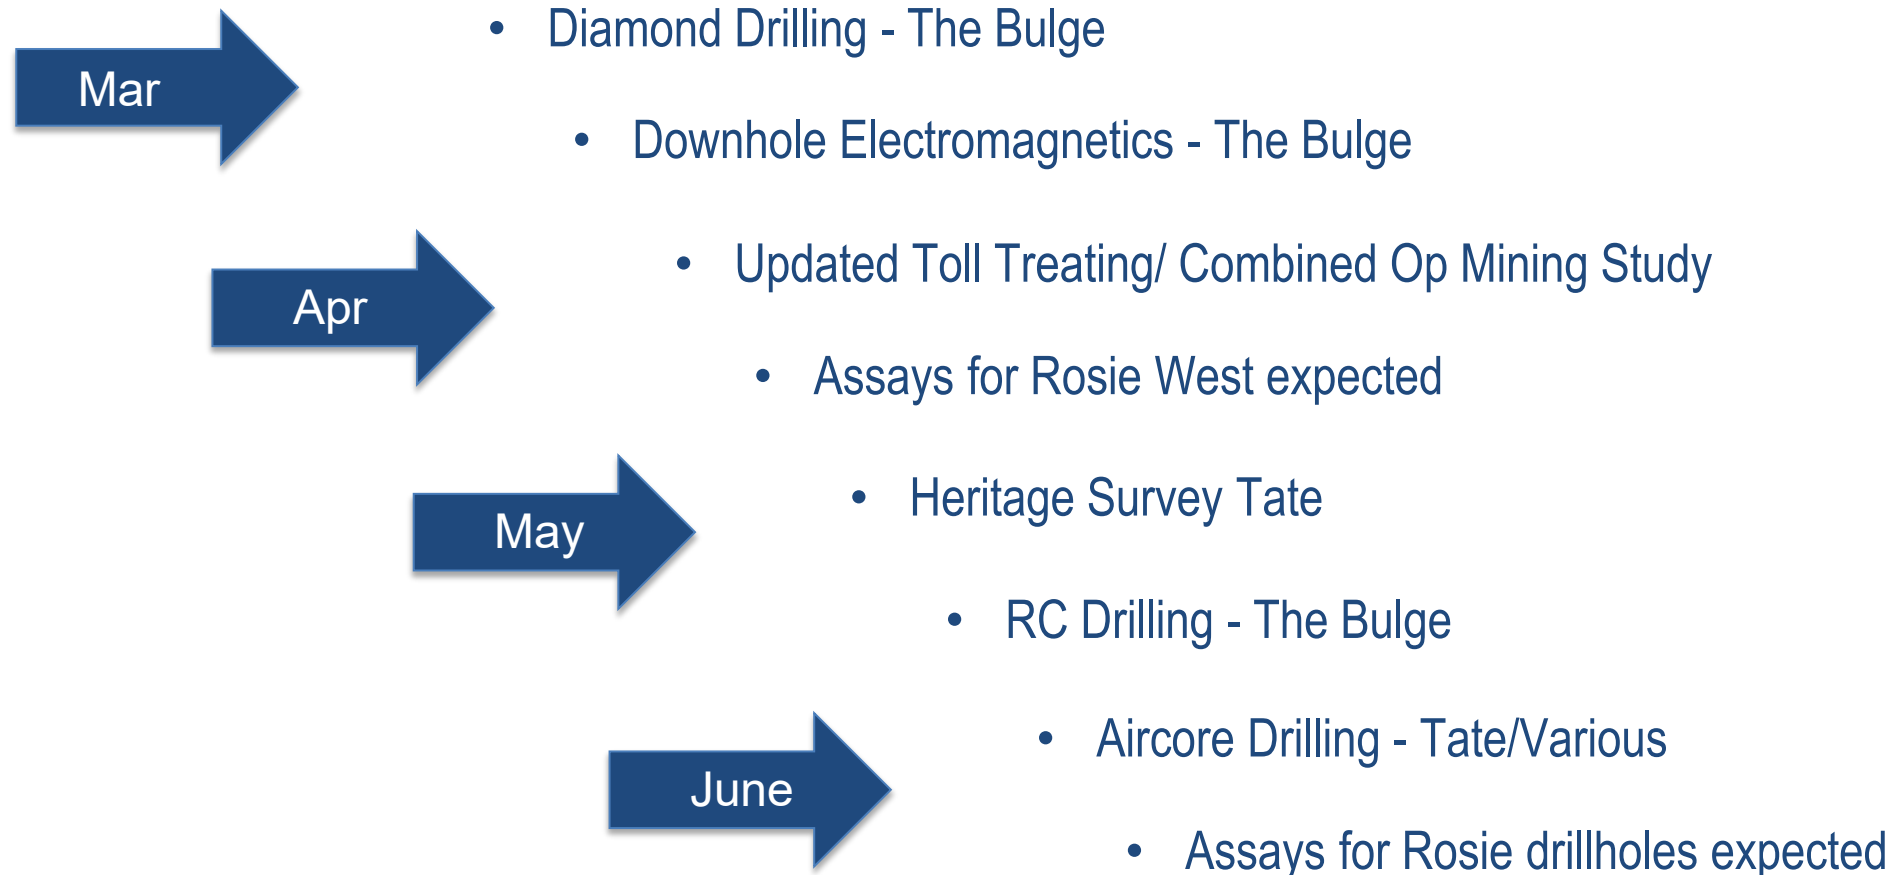 • Diamond Drilling - The Bulge
Mar
• Downhole Electromagnetics - The Bulge
• Updated Toll Treating/ Combined Op Mining Study
Apr
• Assays for Rosie West expected
• Heritage Survey Tate
May
• RC Drilling - The Bulge
• Aircore Drilling - Tate/Various
June
• Assays for Rosie drillholes expected